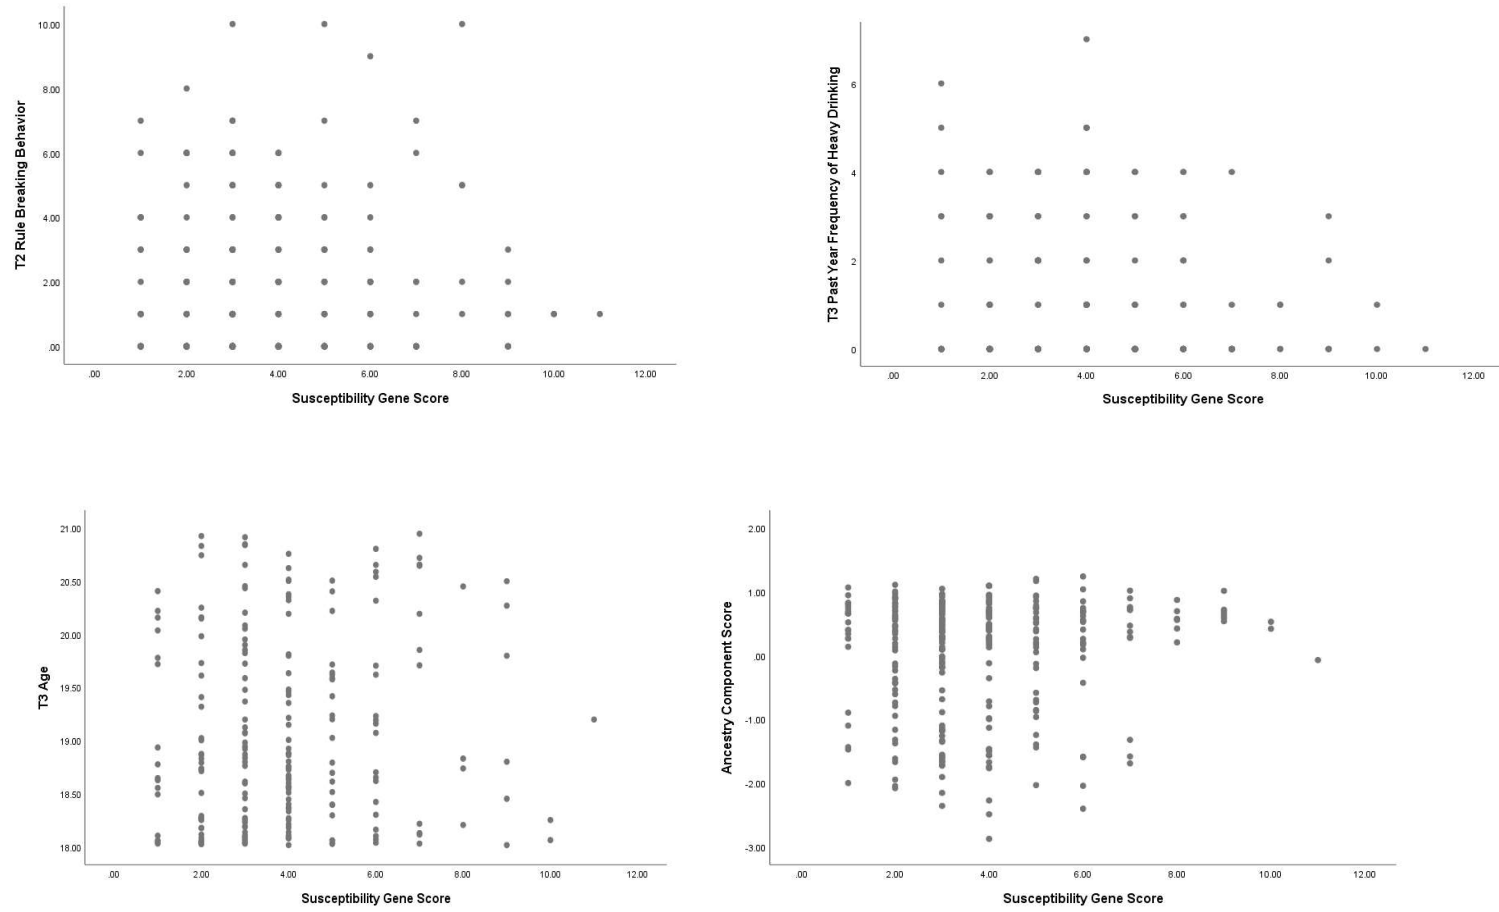 10.00
8.00
6.00
4.00
2.00
.00
T2 Rule Breaking Behavior
.00 2.00 4.00 6.00 8.00 10.00 12.00
Susceptibility Gene Score
6
4
2
0
T3 Past Year Frequency of Heavy Drinking
.00 2.00 4.00 6.00 8.00 10.00 12.00
Susceptibility Gene Score
21.00
20.50
20.00
19.50
19.00
18.50
18.00
T3 Age
.00 2.00 4.00 6.00 8.00 10.00 12.00
Susceptibility Gene Score
2.00
1.00
.00
-1.00
-2.00
-3.00
Ancestry Component Score
.00 2.00 4.00 6.00 8.00 10.00 12.00
Susceptibility Gene Score